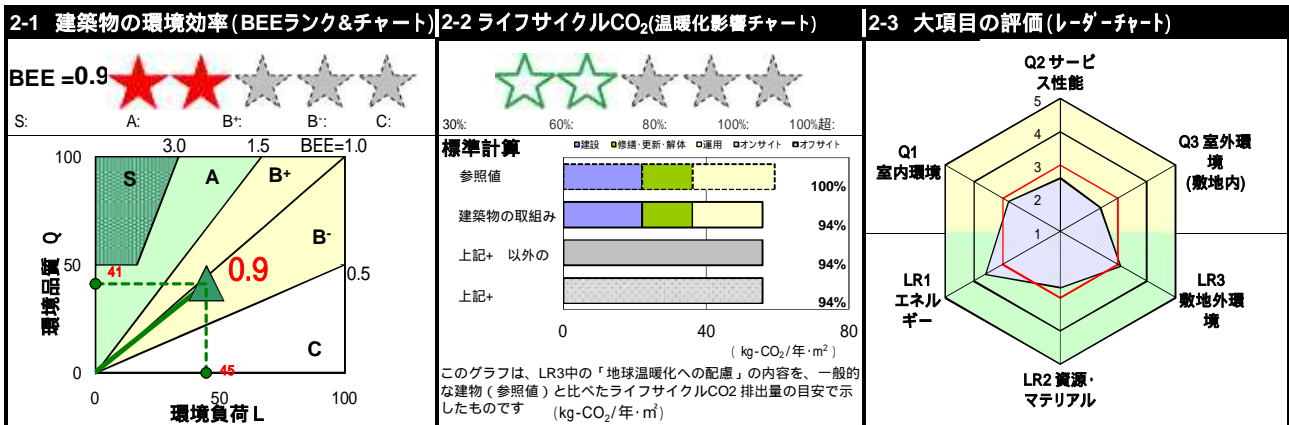 2-1 建築物の環境効率(BEEランク&チャート)
BEE =0.9
S: A: B+: B-: C:
3.0 1.5 BEE=1.0
100
S A B+
B-
環境品質 Q
50
41
0.9
0.5
C
0
45
0 100
環境負荷 L
2-2 ライフサイクルCO2(温暖化影響チャート)
30%: 60%: 80%: 100%: 100%超:
標準計算
建設 修繕・更新・解体 運用 オンサイト オフサイト
参照値 100%
建築物の取組み 94%
上記+ 以外の 94%
上記+ 94%
0 40 80
( kg-CO2/年・m2 )
このグラフは、LR3中の「地球温暖化への配慮」の内容を、一般的
な建物(参照値)と比べたライフサイクルCO2 排出量の目安で示
したものです (kg-CO2/年・㎡)
2-3 大項目の評価(レーダーチャート)
Q2 サービ
ス性能
5
4
3
2
1
Q1
室内環境
Q3 室外環
境
(敷地内)
LR1
エネル
ギー
LR3
敷地外環
境
LR2 資源・
マテリアル